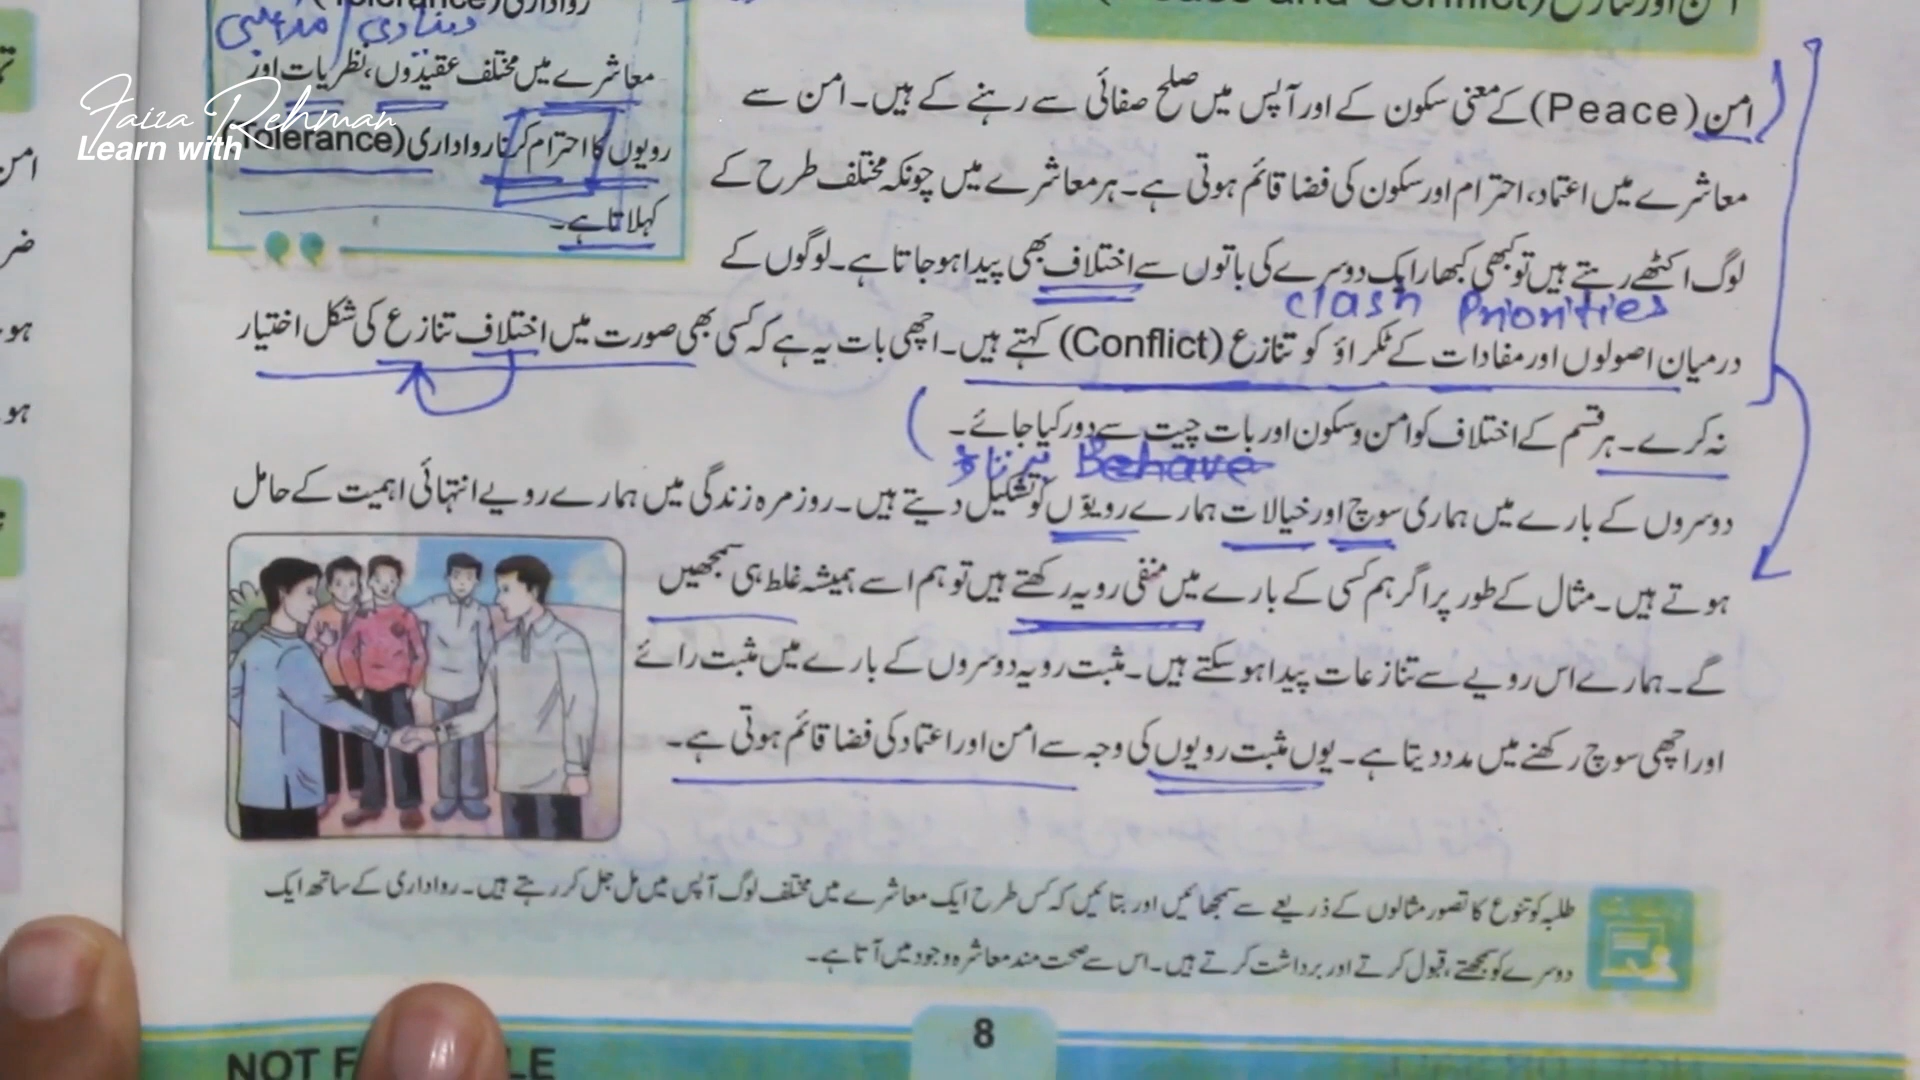 رواداری (Tolerance)
بنیادی / مذہبی
معاشرے میں مختلف عقیدوں، نظریات اور
رویوں کا احترام کرنا رواداری (Tolerance)
کہلاتا ہے۔
Faiza Rehman
Learn with
امن اور تنازع (Peace and Conflict)
امن (Peace) کے معنی سکون کے اور آپس میں صلح صفائی سے رہنے کے ہیں۔ امن سے
معاشرے میں اعتماد، احترام اور سکون کی فضا قائم ہوتی ہے۔ ہر معاشرے میں چونکہ مختلف طرح کے
لوگ اکٹھے رہتے ہیں تو کبھی کبھار ایک دوسرے کی باتوں سے اختلاف بھی پیدا ہو جاتا ہے۔ لوگوں کے
clash Priorities
درمیان اصولوں اور مفادات کے ٹکراؤ کو تنازع (Conflict) کہتے ہیں۔ اچھی بات یہ ہے کہ کسی بھی صورت میں اختلاف تنازع کی شکل اختیار
نہ کرے۔ ہر قسم کے اختلاف کو امن و سکون اور بات چیت سے دور کیا جائے۔
Behave
دوسروں کے بارے میں ہماری سوچ اور خیالات ہمارے رویوّں کو تشکیل دیتے ہیں۔ روز مرہ زندگی میں ہمارے رویے انتہائی اہمیت کے حامل
ہوتے ہیں۔ مثال کے طور پر اگر ہم کسی کے بارے میں منفی رویہ رکھتے ہیں تو ہم اسے ہمیشہ غلط ہی سمجھیں
گے۔ ہمارے اس رویے سے تنازعات پیدا ہو سکتے ہیں۔ مثبت رویہ دوسروں کے بارے میں مثبت رائے
اور اچھی سوچ رکھنے میں مدد دیتا ہے۔ یوں مثبت رویوں کی وجہ سے امن اور اعتماد کی فضا قائم ہوتی ہے۔
طلبہ کو تنوع کا تصور مثالوں کے ذریعے سے سمجھائیں اور بتائیں کہ کس طرح ایک معاشرے میں مختلف لوگ آپس میں مل جل کر رہتے ہیں۔ رواداری کے ساتھ ایک
دوسرے کو سمجھتے، قبول کرتے اور برداشت کرتے ہیں۔ اس سے صحت مند معاشرہ وجود میں آتا ہے۔
8
NOT F LE